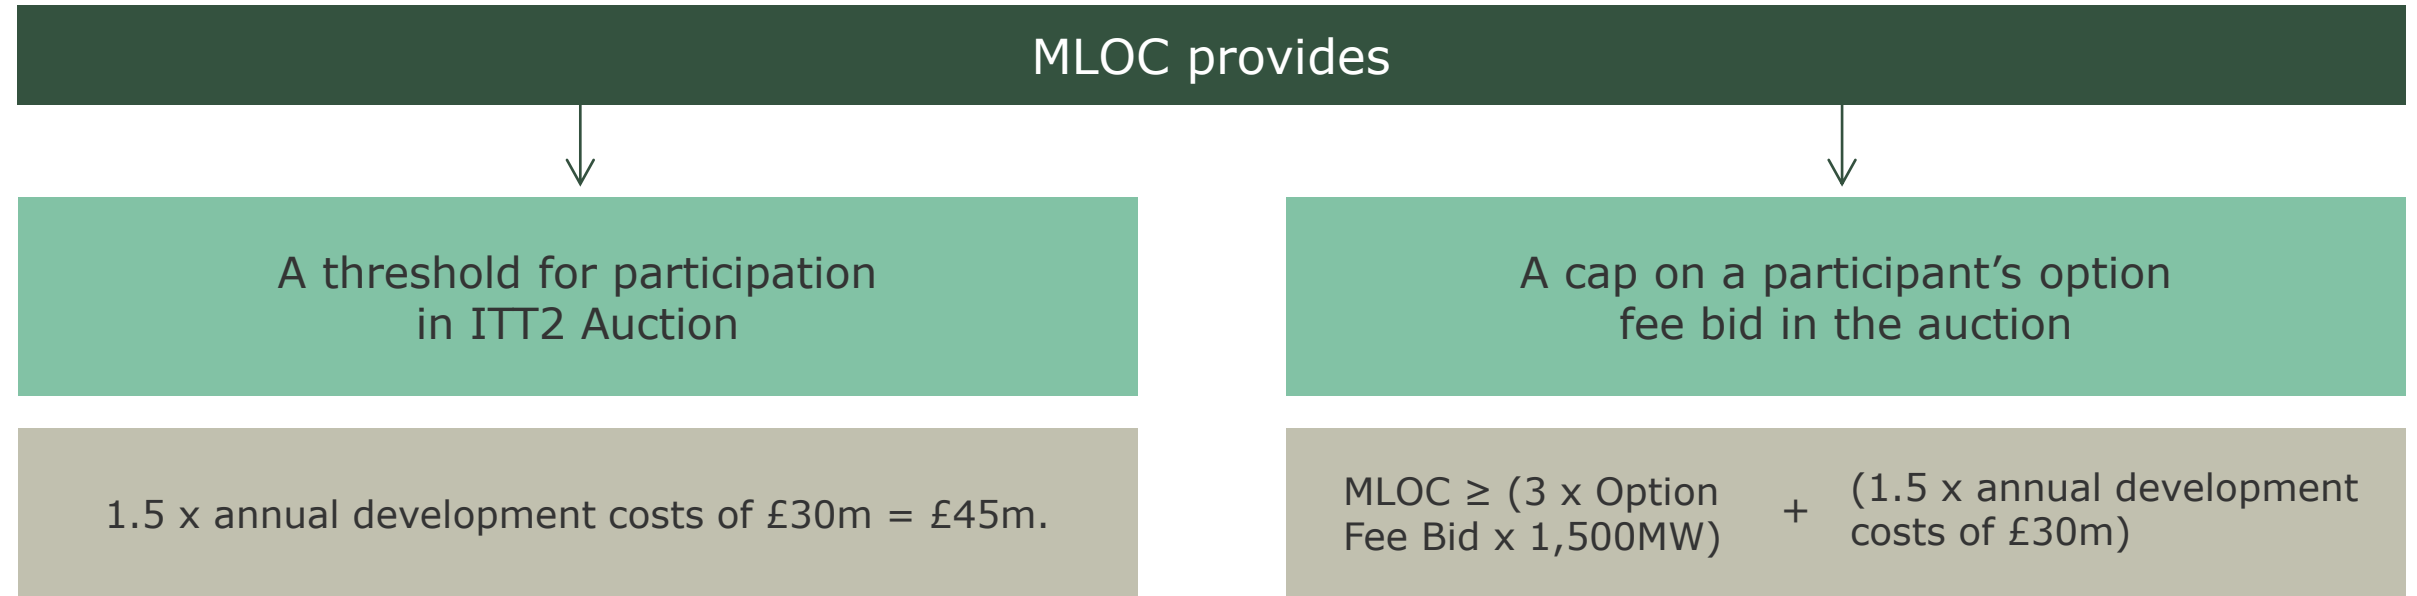 MLOC provides
A threshold for participation
in ITT2 Auction
A cap on a participant’s option
fee bid in the auction
1.5 x annual development costs of £30m = £45m.
MLOC ≥ (3 x Option
Fee Bid x 1,500MW)
+
(1.5 x annual development
costs of £30m)